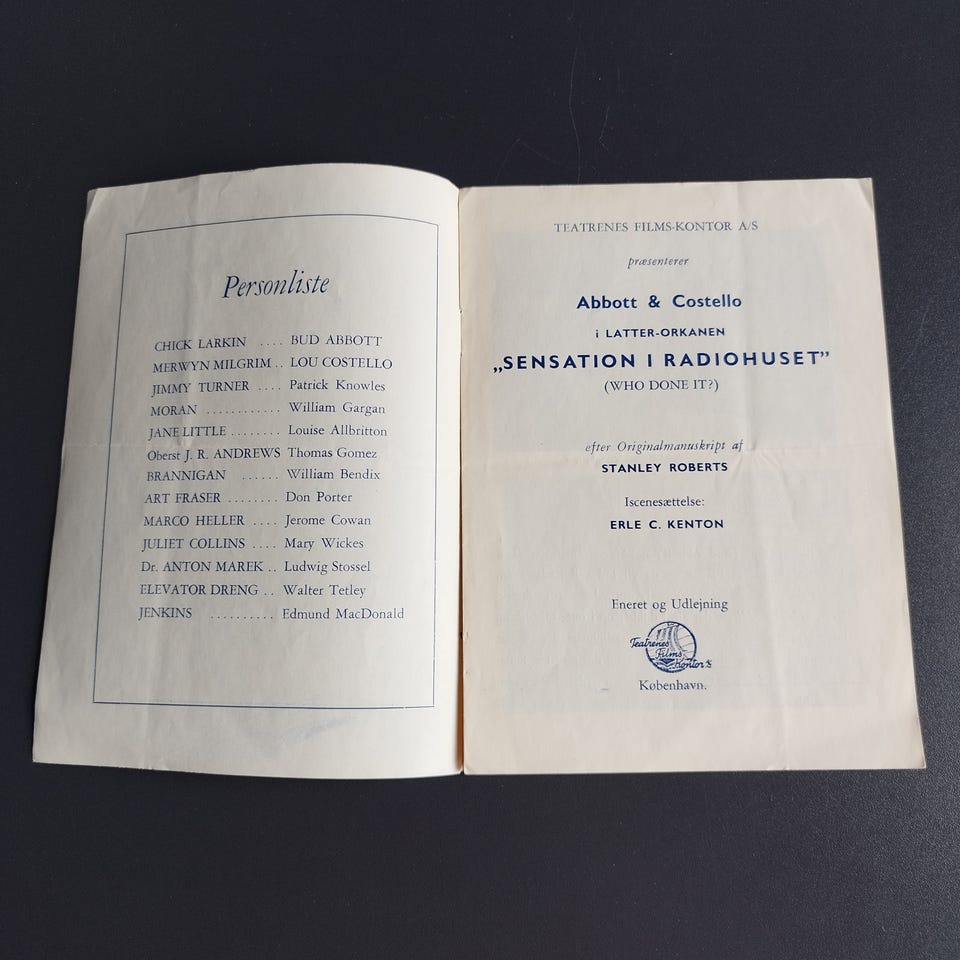 Personliste
CHICK LARKIN .... BUD ABBOTT
MERWYN MILGRIM .. LOU COSTELLO
JIMMY TURNER .... Patrick Knowles
MORAN ............ William Gargan
JANE LITTLE ........ Louise Allbritton
Oberst J. R. ANDREWS Thomas Gomez
BRANNIGAN ...... William Bendix
ART FRASER ........ Don Porter
MARCO HELLER .... Jerome Cowan
JULIET COLLINS .... Mary Wickes
Dr. ANTON MAREK .. Ludwig Stossel
ELEVATOR DRENG .. Walter Tetley
JENKINS .......... Edmund MacDonald
TEATRENES FILMS-KONTOR A/S
præsenterer
Abbott & Costello
i LATTER-ORKANEN
„SENSATION I RADIOHUSET”
(WHO DONE IT?)
efter Originalmanuskript af
STANLEY ROBERTS
Iscenesættelse:
ERLE C. KENTON
Eneret og Udlejning
Teatrenes
Films
Kontor A/S
København.